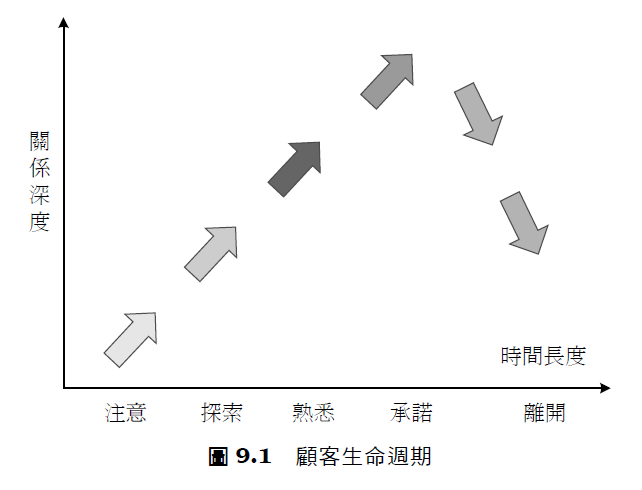 關係深度
時間長度
注意 探索 熟悉 承諾 離開
圖 9.1 顧客生命週期